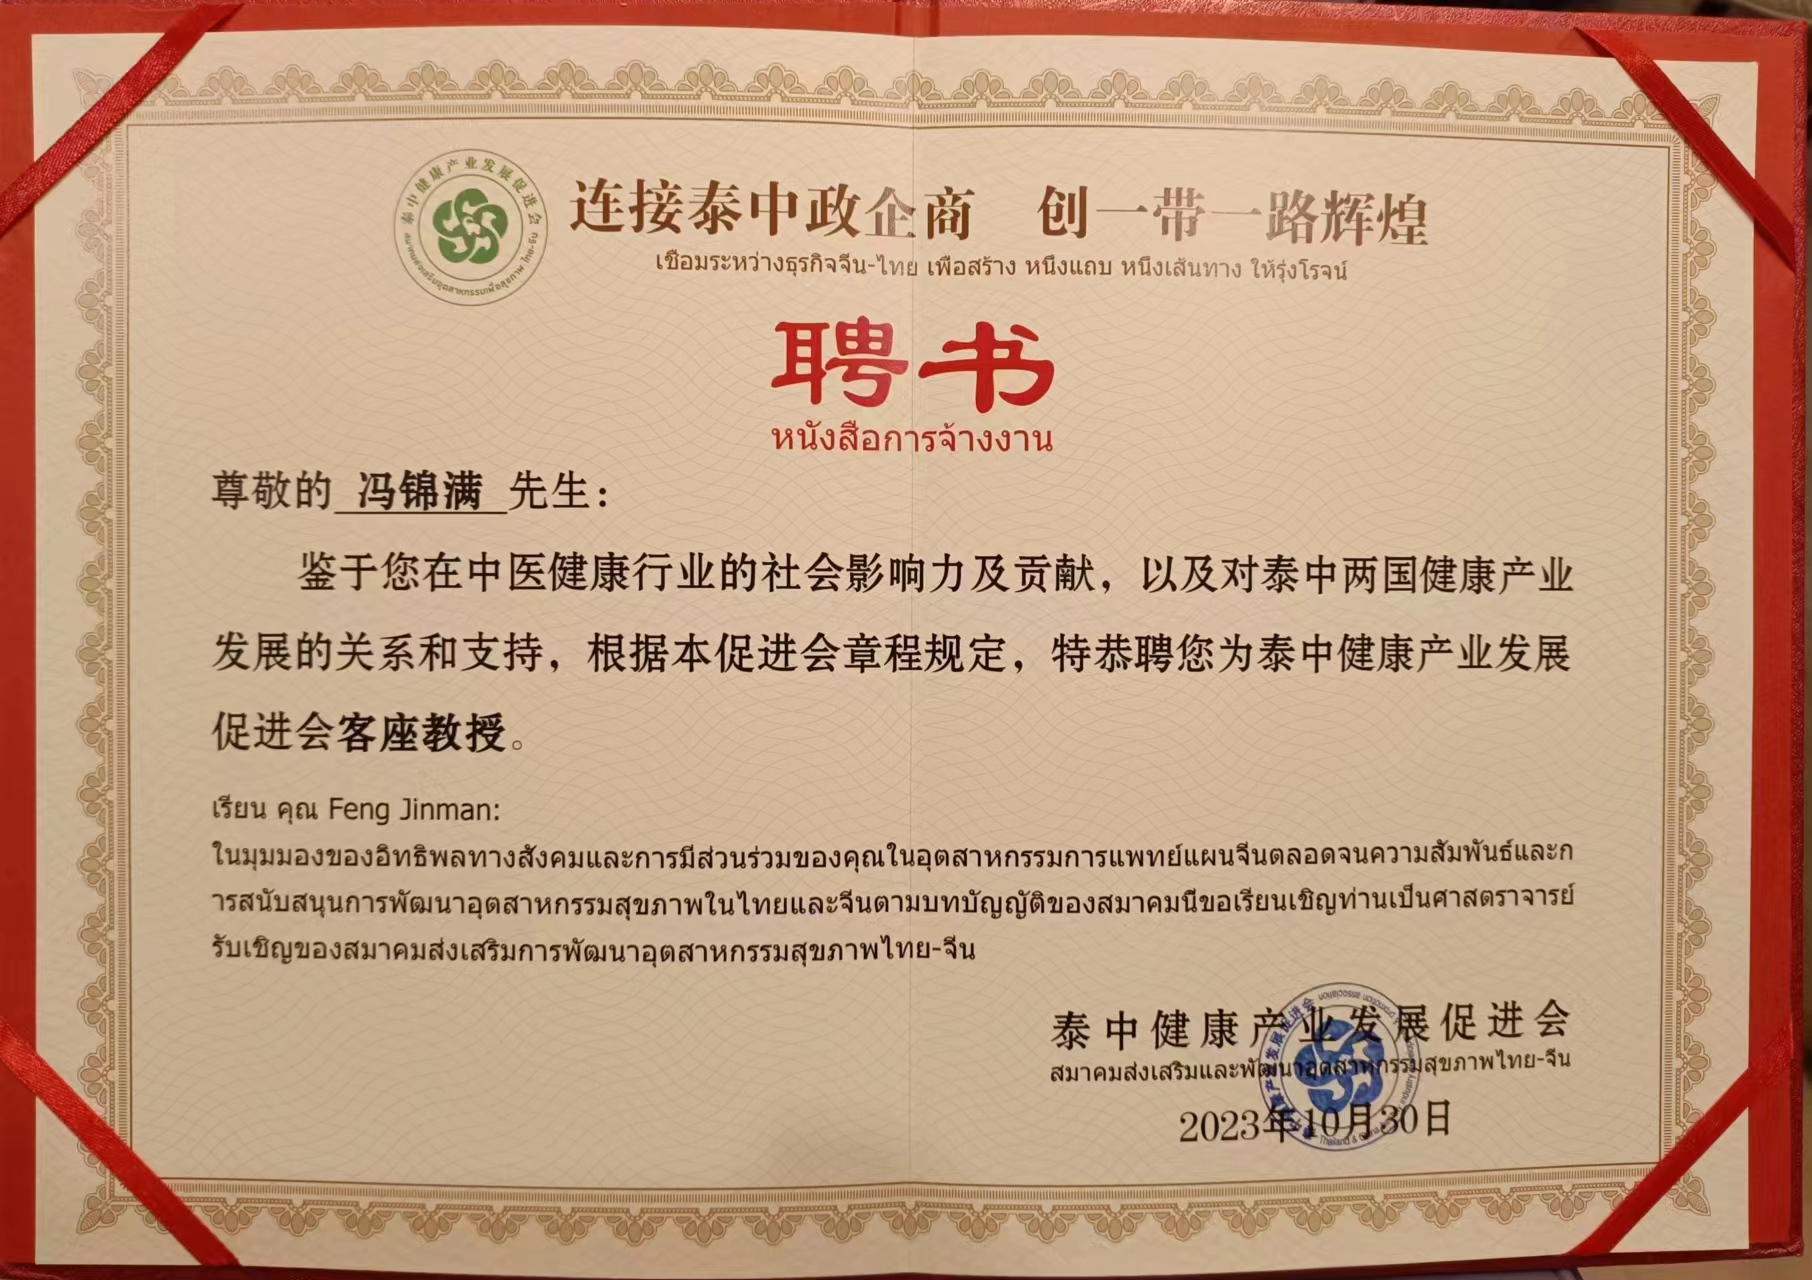 泰中健康产业发展促进会
连接泰中政企商 创一带一路辉煌
เชื่อมระหว่างธุรกิจจีน-ไทย เพื่อสร้าง หนึ่งแถบ หนึ่งเส้นทาง ให้รุ่งโรจน์
聘书
หนังสือการจ้างงาน
尊敬的 冯锦满 先生：
鉴于您在中医健康行业的社会影响力及贡献，以及对泰中两国健康产业
发展的关系和支持，根据本促进会章程规定，特恭聘您为泰中健康产业发展
促进会客座教授。
เรียน คุณ Feng Jinman:
ในมุมมองของอิทธิพลทางสังคมและการมีส่วนร่วมของคุณในอุตสาหกรรมการแพทย์แผนจีนตลอดจนความสัมพันธ์และก
ารสนับสนุนการพัฒนาอุตสาหกรรมสุขภาพในไทยและจีนตามบทบัญญัติของสมาคมนี้ขอเรียนเชิญท่านเป็นศาสตราจารย์
รับเชิญของสมาคมส่งเสริมการพัฒนาอุตสาหกรรมสุขภาพไทย-จีน
泰中健康产业发展促进会
สมาคมส่งเสริมและพัฒนาอุตสาหกรรมสุขภาพไทย-จีน
2023年10月30日